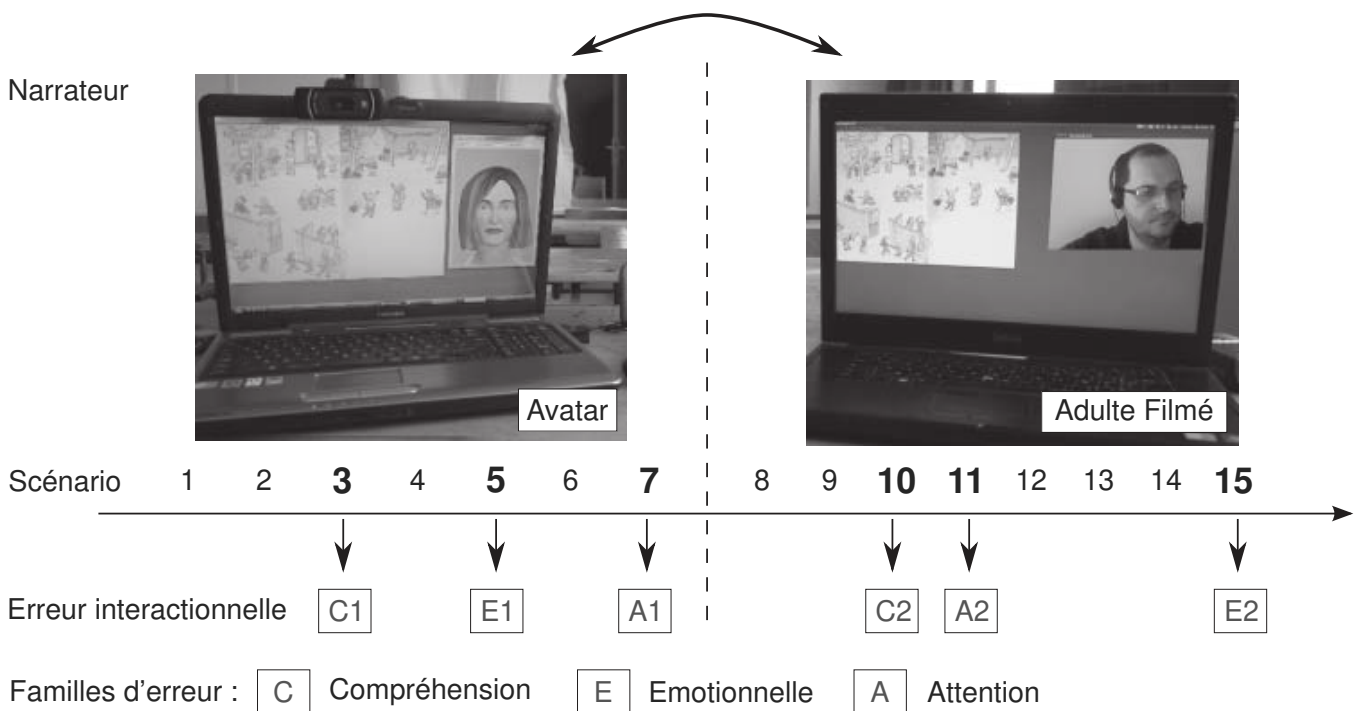 Narrateur
Avatar
Adulte Filmé
Scénario 1 2 3 4 5 6 7 8 9 10 11 12 13 14 15
Erreur interactionnelle C1 E1 A1 C2 A2 E2
Familles d'erreur : C Compréhension E Emotionnelle A Attention